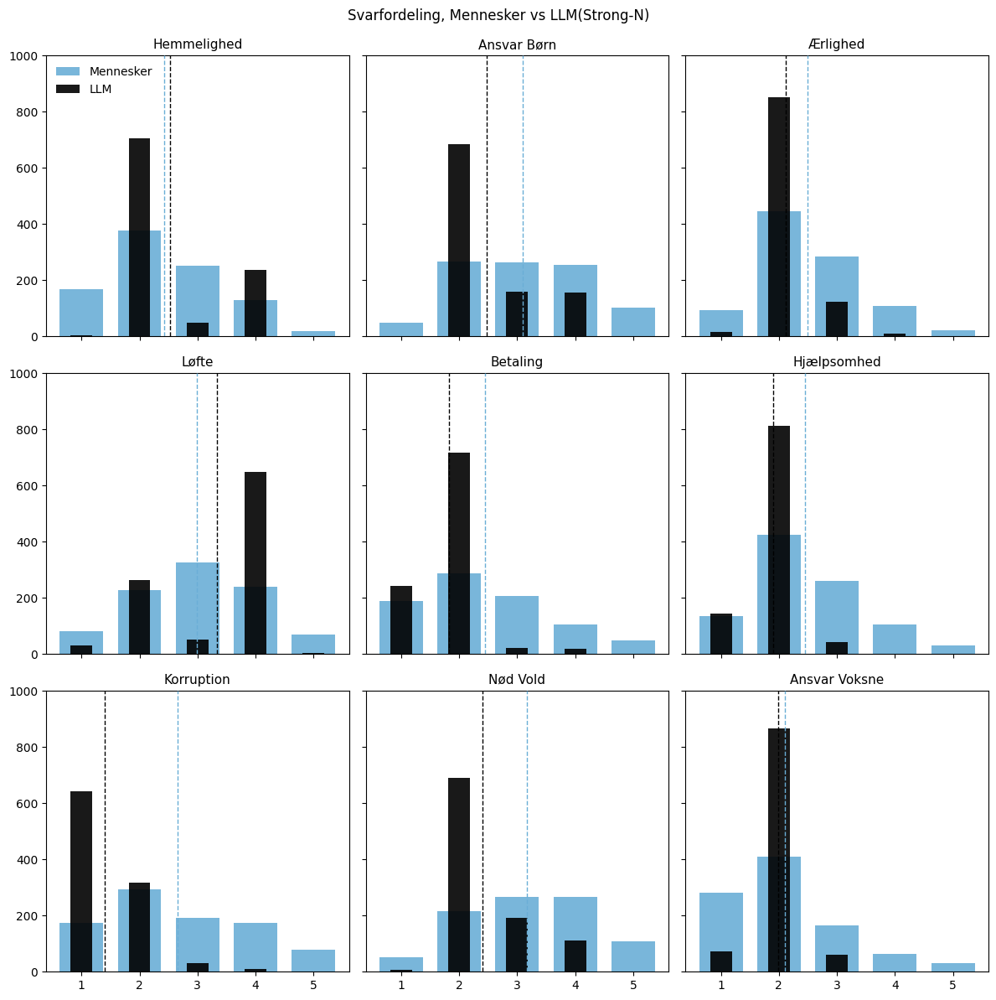 Svarfordeling, Mennesker vs LLM(Strong-N)
Hemmelighed Ansvar Børn Ærlighed
1000
Mennesker
LLM
800
600
400
200
0
Løfte Betaling Hjælpsomhed
1000
800
600
400
200
0
Korruption Nød Vold Ansvar Voksne
1000
800
600
400
200
0
1 2 3 4 5 1 2 3 4 5 1 2 3 4 5